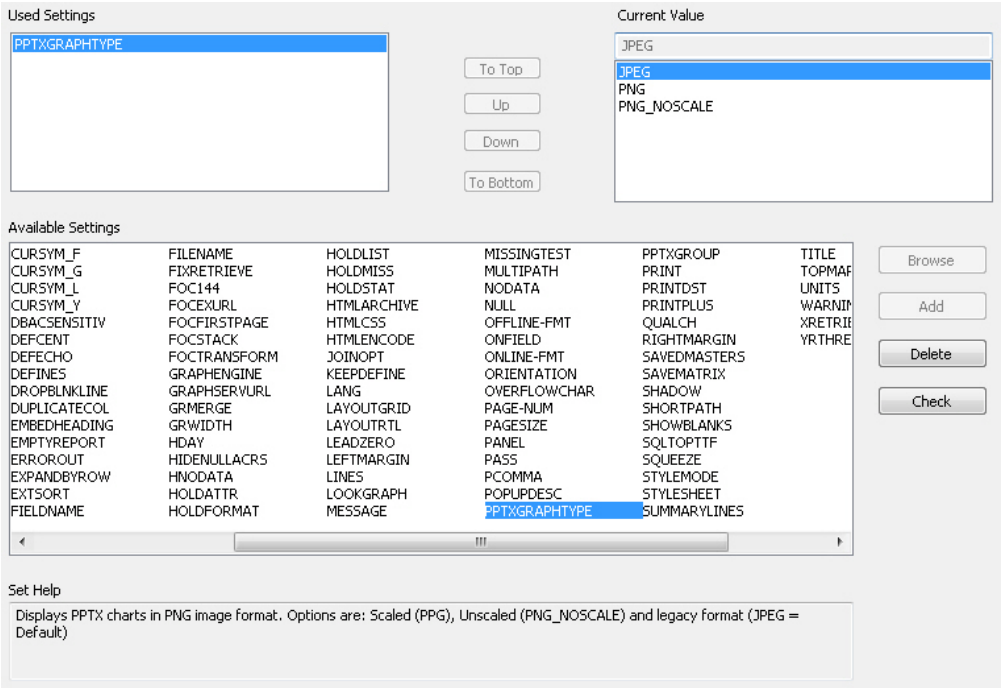 Used Settings
Current Value
PPTXGRAPHTYPE
JPEG
JPEG
PNG
PNG_NOSCALE
To Top
Up
Down
To Bottom
Available Settings
CURSYM_F FILENAME HOLDLIST MISSINGTEST PPTXGROUP TITLE
CURSYM_G FIXRETRIEVE HOLDMISS MULTIPATH PRINT TOPMAR
CURSYM_L FOC144 HOLDSTAT NODATA PRINTDST UNITS
CURSYM_Y FOCEXURL HTMLARCHIVE NULL PRINTPLUS WARNIN
DBACSENSITIV FOCFIRSTPAGE HTMLCSS OFFLINE-FMT QUALCH XRETRIE
DEFCENT FOCSTACK HTMLENCODE ONFIELD RIGHTMARGIN YRTHRE
DEFECHO FOCTRANSFORM JOINOPT ONLINE-FMT SAVEDMASTERS
DEFINES GRAPHENGINE KEEPDEFINE ORIENTATION SAVEMATRIX
DROPBLNKLINE GRAPHSERVURL LANG OVERFLOWCHAR SHADOW
DUPLICATECOL GRMERGE LAYOUTGRID PAGE-NUM SHORTPATH
EMBEDHEADING GRWIDTH LAYOUTRTL PAGESIZE SHOWBLANKS
EMPTYREPORT HDAY LEADZERO PANEL SQLTOPTTF
ERROROUT HIDENULLACRS LEFTMARGIN PASS SQUEEZE
EXPANDBYROW HNODATA LINES PCOMMA STYLEMODE
EXTSORT HOLDATTR LOOKGRAPH POPUPDESC STYLESHEET
FIELDNAME HOLDFORMAT MESSAGE PPTXGRAPHTYPE SUMMARYLINES
Browse
Add
Delete
Check
Set Help
Displays PPTX charts in PNG image format. Options are: Scaled (PPG), Unscaled (PNG_NOSCALE) and legacy format (JPEG =
Default)